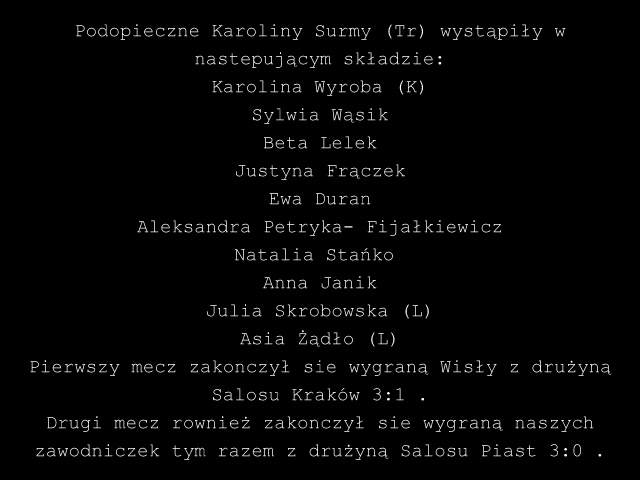 Podopieczne Karoliny Surmy (Tr) wystąpiły w
nastepującym składzie:
Karolina Wyroba (K)
Sylwia Wąsik
Beta Lelek
Justyna Frączek
Ewa Duran
Aleksandra Petryka- Fijałkiewicz
Natalia Stańko
Anna Janik
Julia Skrobowska (L)
Asia Żądło (L)
Pierwszy mecz zakonczył sie wygraną Wisły z drużyną
Salosu Kraków 3:1 .
Drugi mecz rownież zakonczył sie wygraną naszych
zawodniczek tym razem z drużyną Salosu Piast 3:0 .